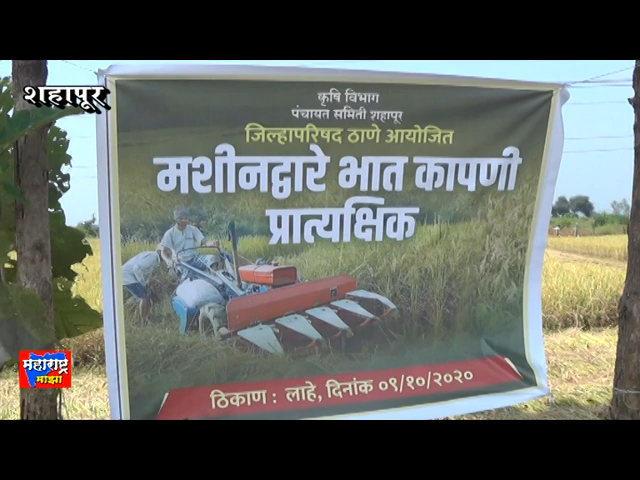 शहापूर
कृषि विभाग
पंचायत समिती शहापूर
जिल्हापरिषद ठाणे आयोजित
मशीनद्वारे भात कापणी
प्रात्यक्षिक
ठिकाण : लाहे, दिनांक ०९/१०/२०२०
महाराष्ट्र
माझा